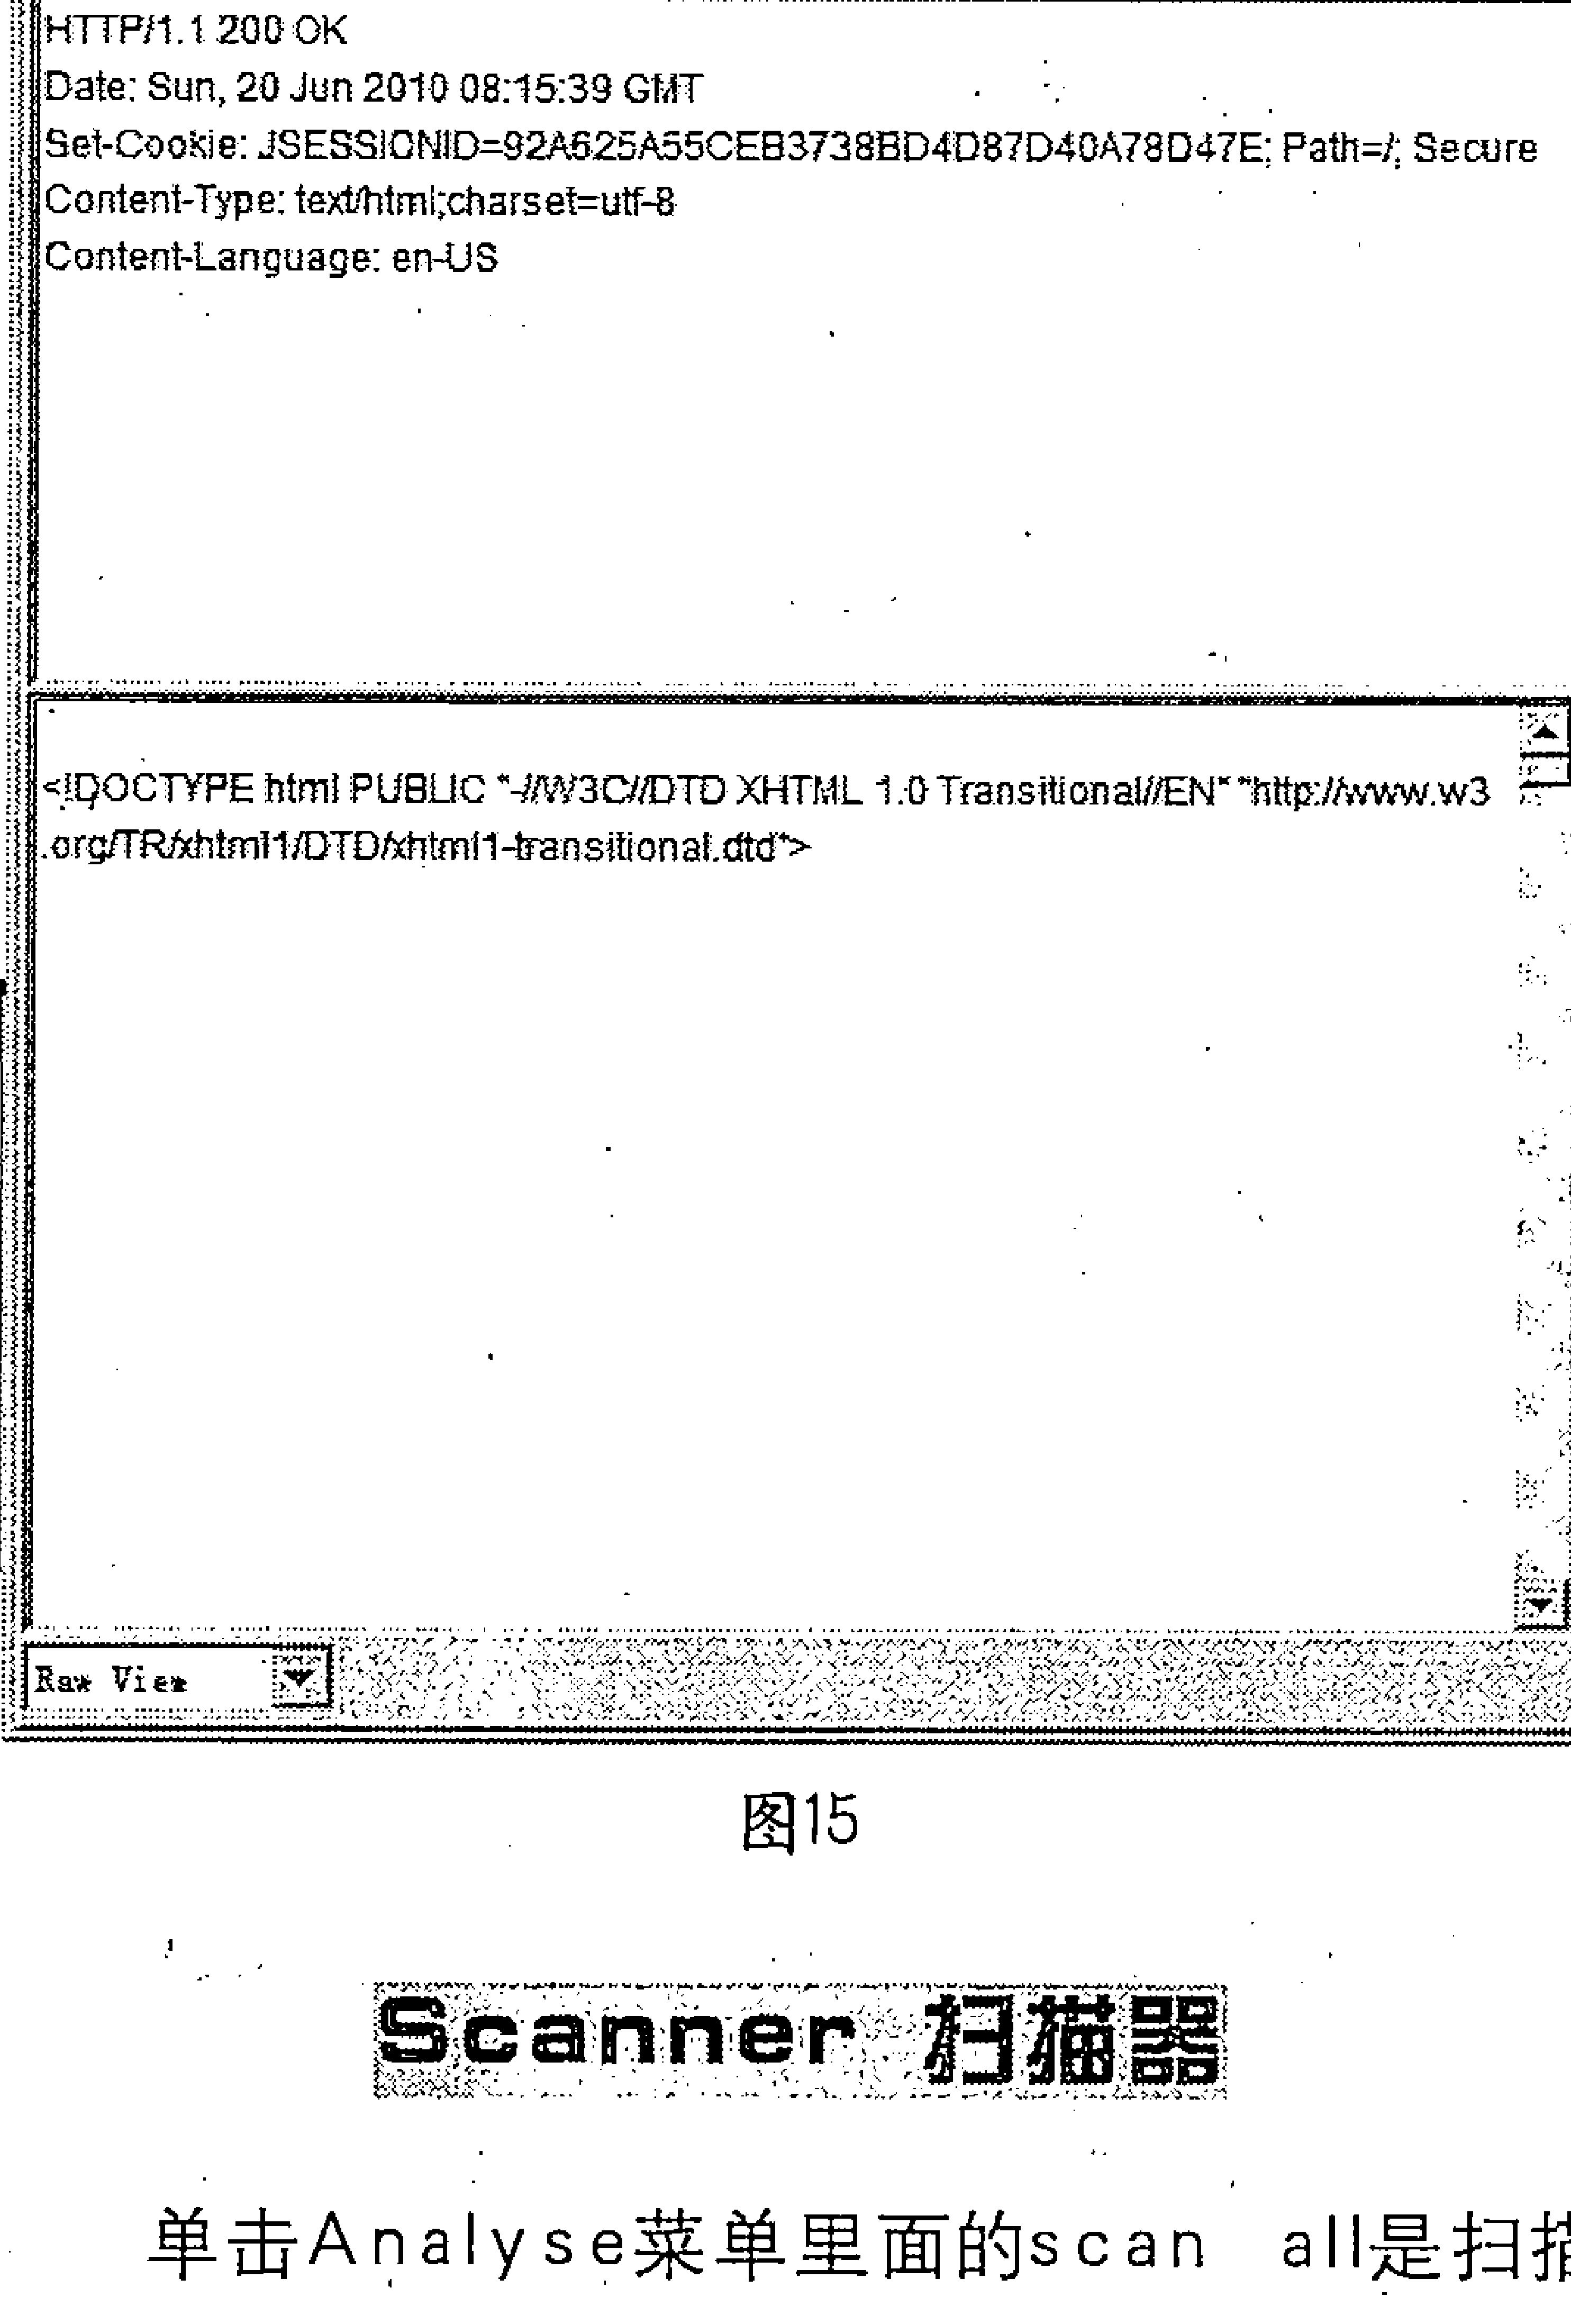 HTTP/1.1 200 OK
Date: Sun, 20 Jun 2010 08:15:39 GMT
Set-Cookie: JSESSIONID=92A625A55CEB3738BD4D87D40A78D47E; Path=/; Secure
Content-Type: text/html;charset=utf-8
Content-Language: en-US
<!DOCTYPE html PUBLIC "-//W3C//DTD XHTML 1.0 Transitional//EN" "http://www.w3
.org/TR/xhtml1/DTD/xhtml1-transitional.dtd">
Raw View
图15
Scanner 扫描器
单击Analyse菜单里面的scan all是扫描